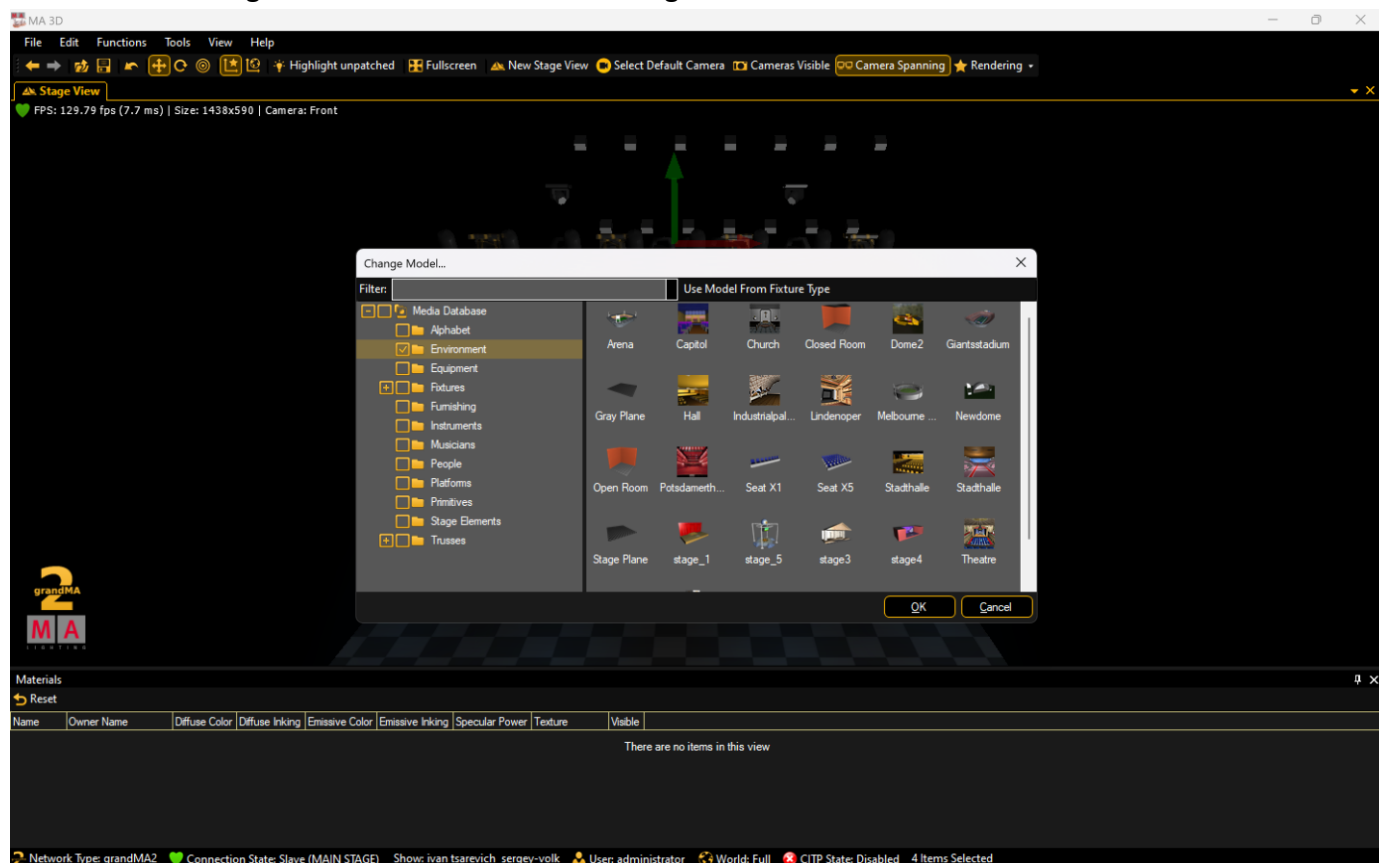 MA 3D
File Edit Functions Tools View Help
Highlight unpatched Fullscreen New Stage View Select Default Camera Cameras Visible Camera Spanning Rendering
Stage View
FPS: 129.79 fps (7.7 ms) | Size: 1438x590 | Camera: Front
Change Model...
Filter: Use Model From Fixture Type
Media Database
Alphabet
Environment
Equipment
Fixtures
Furnishing
Instruments
Musicians
People
Platforms
Primitives
Stage Elements
Trusses
Arena Capitol Church Closed Room Dome2 Giantsstadium
Gray Plane Hall Industrialpal... Lindenoper Melbourne ... Newdome
Open Room Potsdamerth... Seat X1 Seat X5 Stadthalle Stadthalle
Stage Plane stage_1 stage_5 stage3 stage4 Theatre
OK Cancel
grandMA
2
MA
LIGHTING
Materials
Reset
Name Owner Name Diffuse Color Diffuse Inking Emissive Color Emissive Inking Specular Power Texture Visible
There are no items in this view
Network Type: grandMA2 Connection State: Slave (MAIN STAGE) Show: ivan tsarevich sergey-volk User: administrator World: Full CITP State: Disabled 4 Items Selected